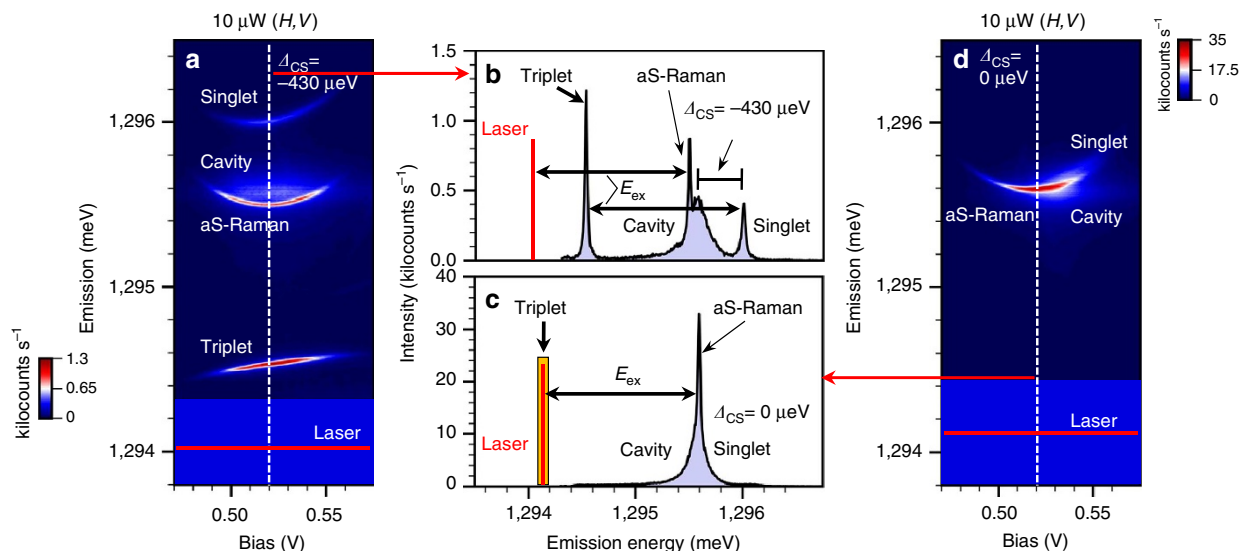 10 µW (H,V)
a
Δ_CS=
−430 µeV
Singlet
Cavity
aS-Raman
Triplet
Laser
1,296
1,295
1,294
Emission (meV)
0.50
0.55
Bias (V)
kilocounts s⁻¹
1.3
0.65
0
b
Triplet
aS-Raman
Δ_CS= −430 µeV
Laser
E_ex
Cavity
Singlet
1.5
1.0
0.5
0.0
Intensity (kilocounts s⁻¹)
c
Triplet
aS-Raman
E_ex
Δ_CS= 0 µeV
Laser
Cavity
Singlet
40
30
20
10
0
1,294
1,295
1,296
Emission energy (meV)
10 µW (H,V)
d
Δ_CS=
0 µeV
Singlet
aS-Raman
Cavity
Laser
1,296
1,295
1,294
Emission (meV)
0.50
0.55
Bias (V)
kilocounts s⁻¹
35
17.5
0